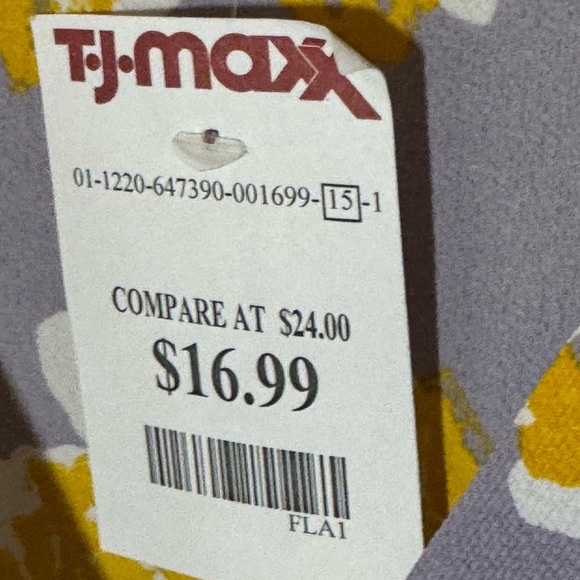 T.J.maxx
01-1220-647390-001699-15-1
COMPARE AT $24.00
$16.99
FLA1